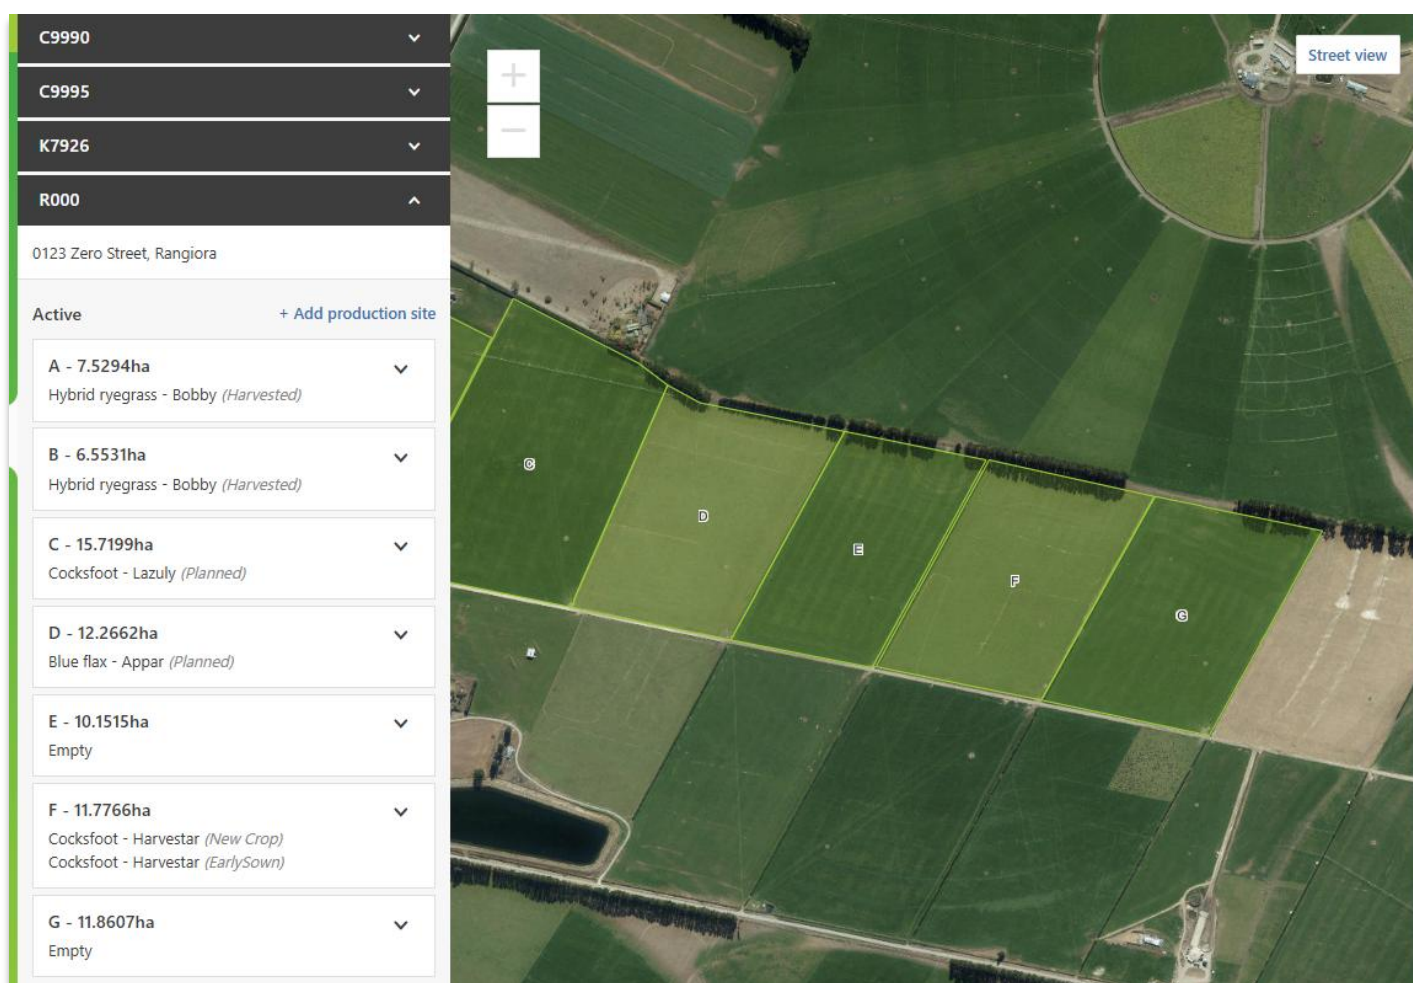 C9990
C9995
K7926
R000
0123 Zero Street, Rangiora
Active
+ Add production site
A - 7.5294ha
Hybrid ryegrass - Bobby (Harvested)
B - 6.5531ha
Hybrid ryegrass - Bobby (Harvested)
C - 15.7199ha
Cocksfoot - Lazuly (Planned)
D - 12.2662ha
Blue flax - Appar (Planned)
E - 10.1515ha
Empty
F - 11.7766ha
Cocksfoot - Harvestar (New Crop)
Cocksfoot - Harvestar (EarlySown)
G - 11.8607ha
Empty
+
−
Street view
C
D
E
F
G